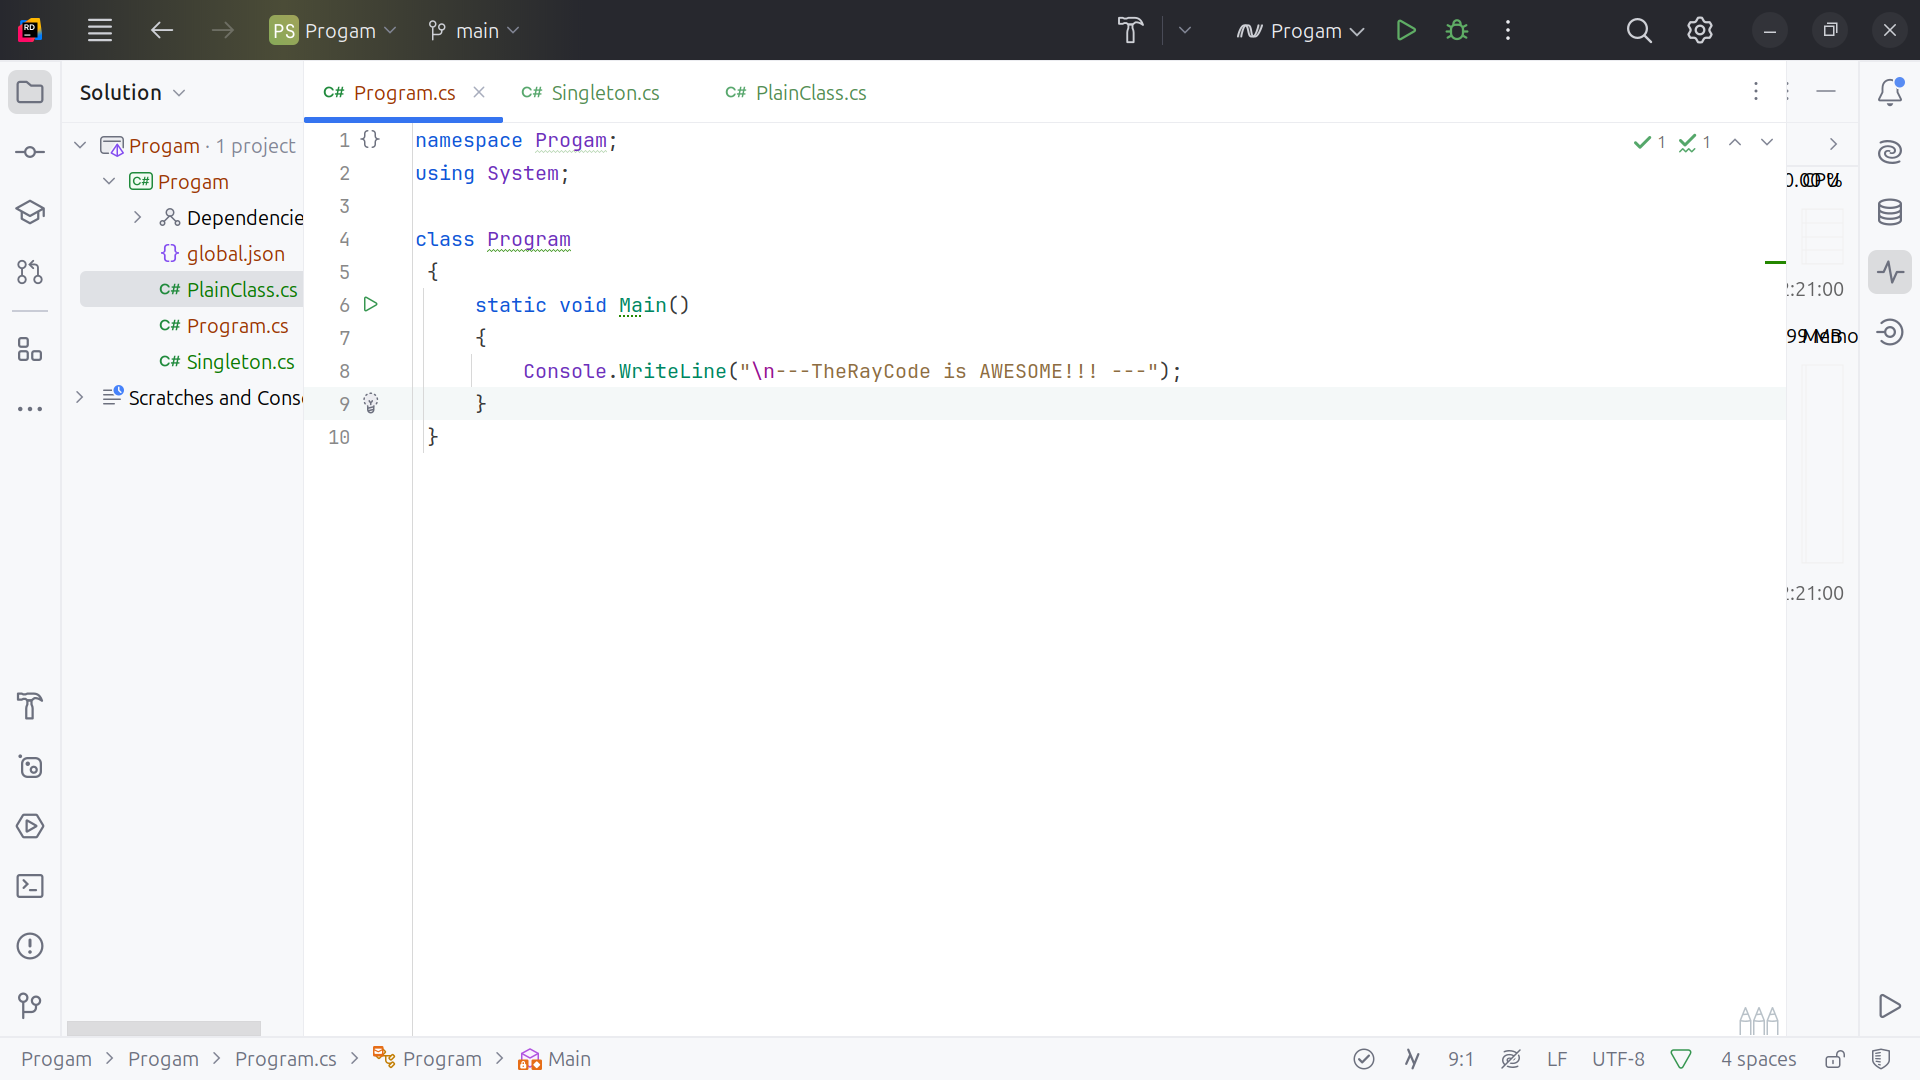 PS Progam main Progam
Solution
Program.cs Singleton.cs PlainClass.cs
Progam · 1 project
Progam
Dependencie
global.json
PlainClass.cs
Program.cs
Singleton.cs
Scratches and Cons
1 {} namespace Progam;
2 using System;
3
4 class Program
5 {
6 static void Main()
7 {
8 Console.WriteLine("\n---TheRayCode is AWESOME!!! ---");
9 }
10 }
1 1
:21:00
:21:00
Progam > Progam > Program.cs > Program > Main
9:1 LF UTF-8 4 spaces